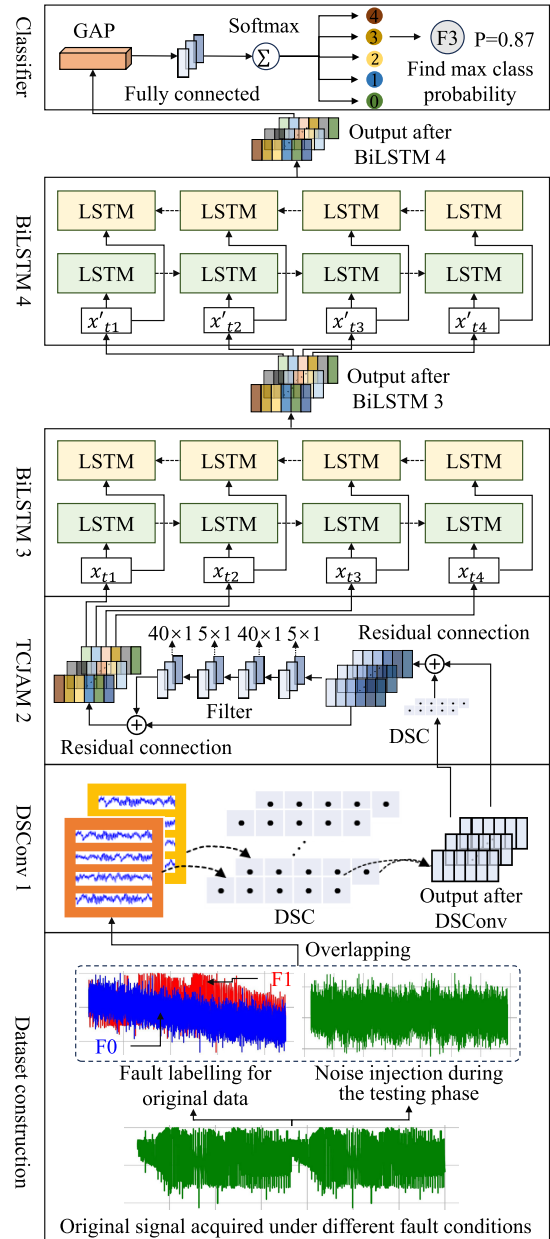 Classifier
GAP
Softmax
Σ
Fully connected
4
3
2
1
0
F3
P=0.87
Find max class
probability
Output after
BiLSTM 4
BiLSTM 4
LSTM
LSTM
LSTM
LSTM
LSTM
LSTM
LSTM
LSTM
x′t1
x′t2
x′t3
x′t4
Output after
BiLSTM 3
BiLSTM 3
LSTM
LSTM
LSTM
LSTM
LSTM
LSTM
LSTM
LSTM
xt1
xt2
xt3
xt4
TCJAM 2
40×1
5×1
40×1
5×1
Residual connection
Filter
DSC
Residual connection
DSConv 1
DSC
Output after
DSConv
Dataset construction
Overlapping
F1
F0
Fault labelling for
original data
Noise injection during
the testing phase
Original signal acquired under different fault conditions